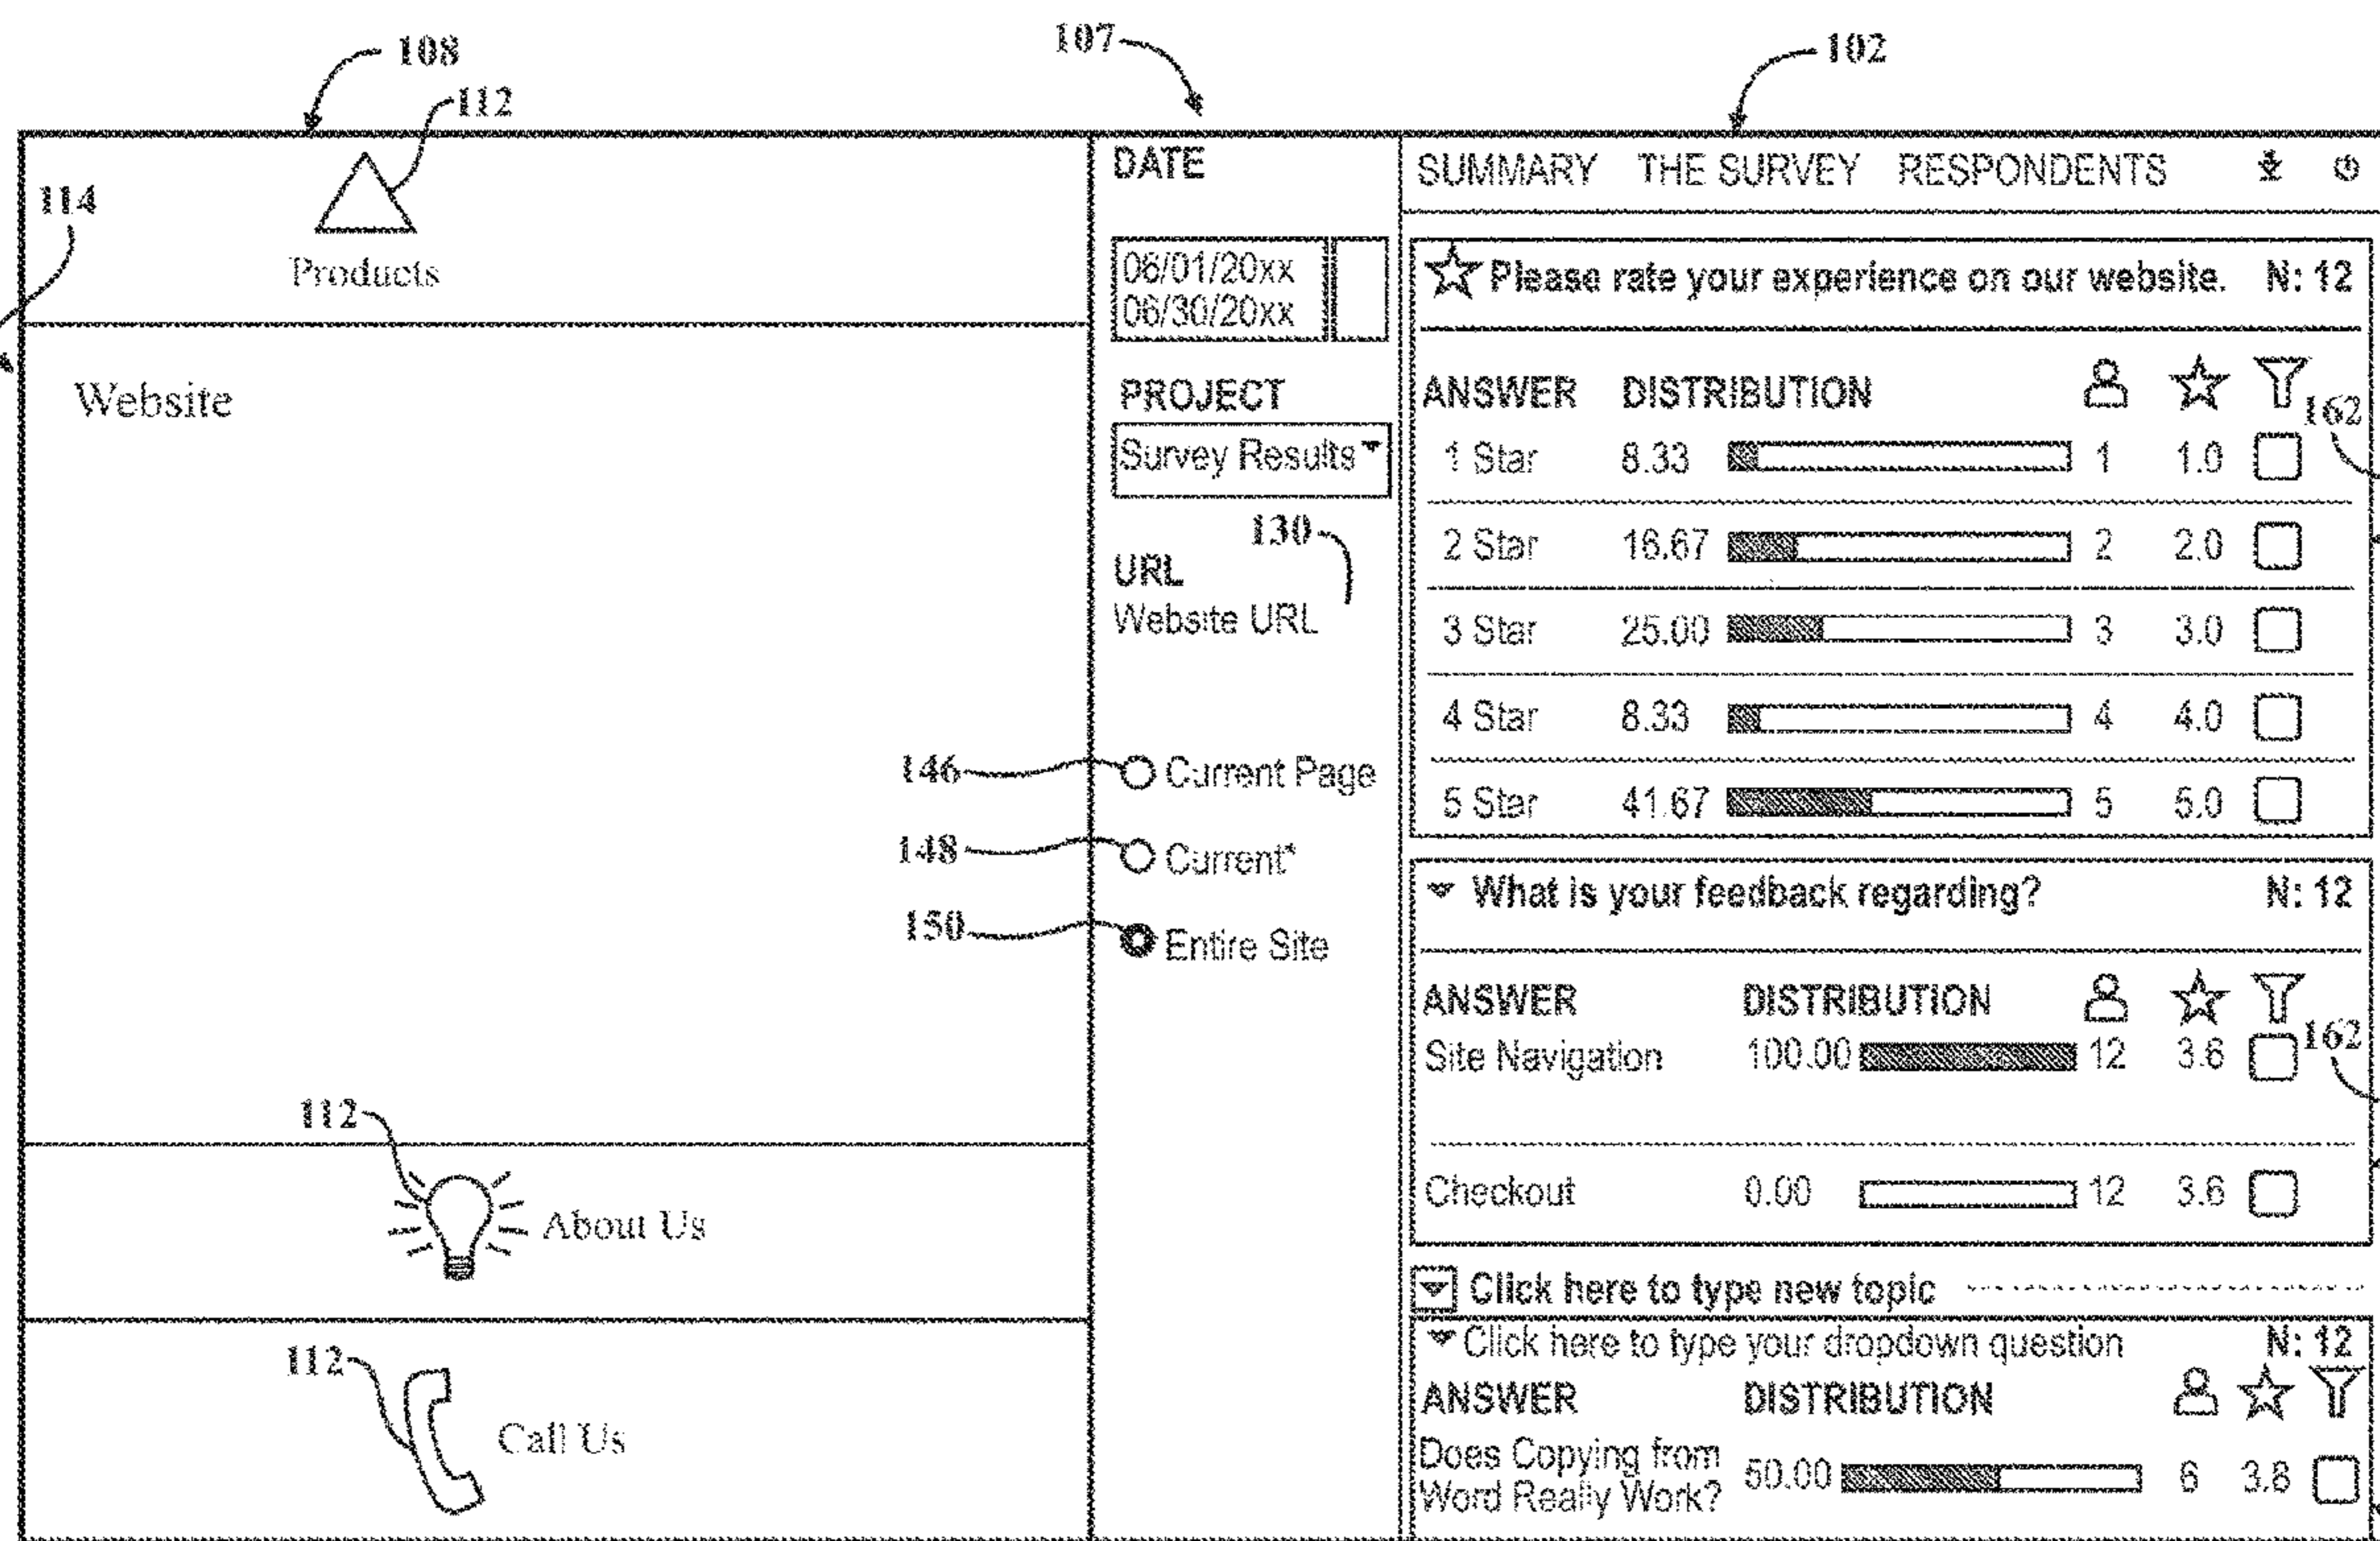 108
107
102
112
114
Products
Website
112
About Us
112
Call Us
DATE
06/01/20xx
06/30/20xx
PROJECT
Survey Results
130
URL
Website URL
146 Current Page
148 Current*
150 Entire Site
SUMMARY THE SURVEY RESPONDENTS
Please rate your experience on our website. N: 12
ANSWER DISTRIBUTION
162
1 Star 8.33 1 1.0
2 Star 16.67 2 2.0
3 Star 25.00 3 3.0
4 Star 8.33 4 4.0
5 Star 41.67 5 5.0
What is your feedback regarding? N: 12
ANSWER DISTRIBUTION
162
Site Navigation 100.00 12 3.6
Checkout 0.00 12 3.6
Click here to type new topic
Click here to type your dropdown question N: 12
ANSWER DISTRIBUTION
Does Copying from
Word Really Work? 50.00 6 3.8